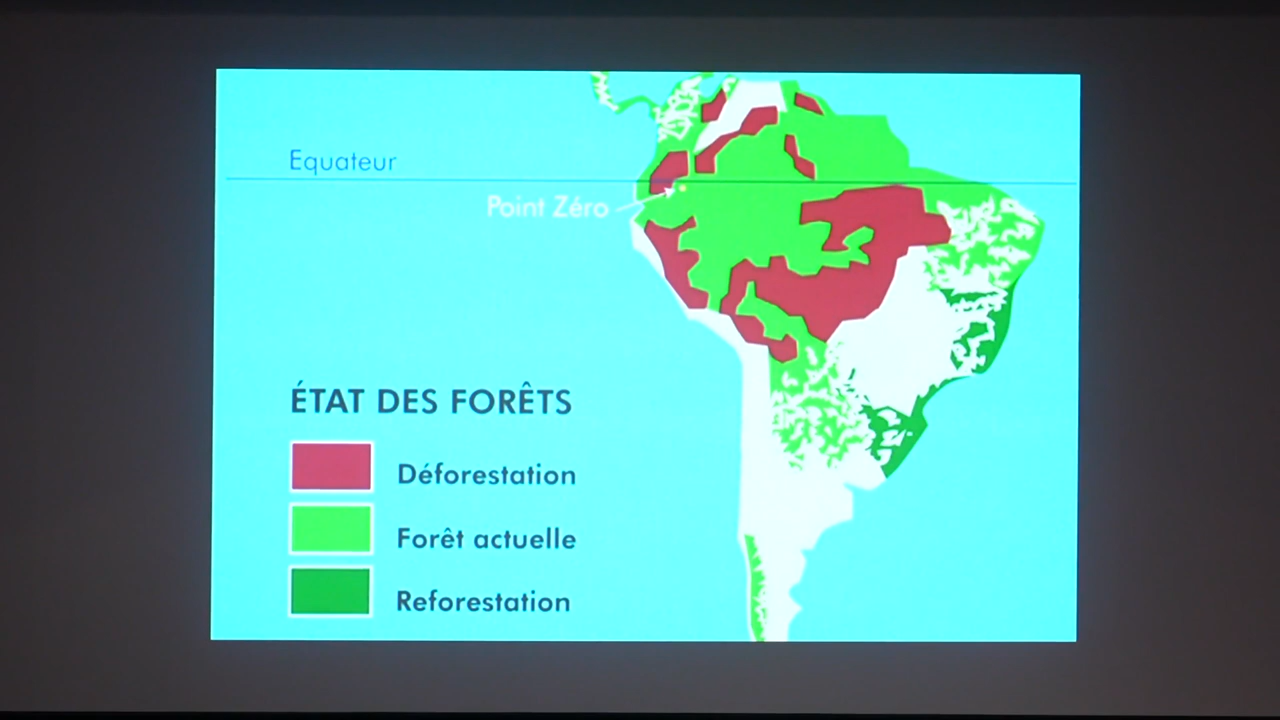 Equateur
Point Zéro
ÉTAT DES FORÊTS
Déforestation
Forêt actuelle
Reforestation